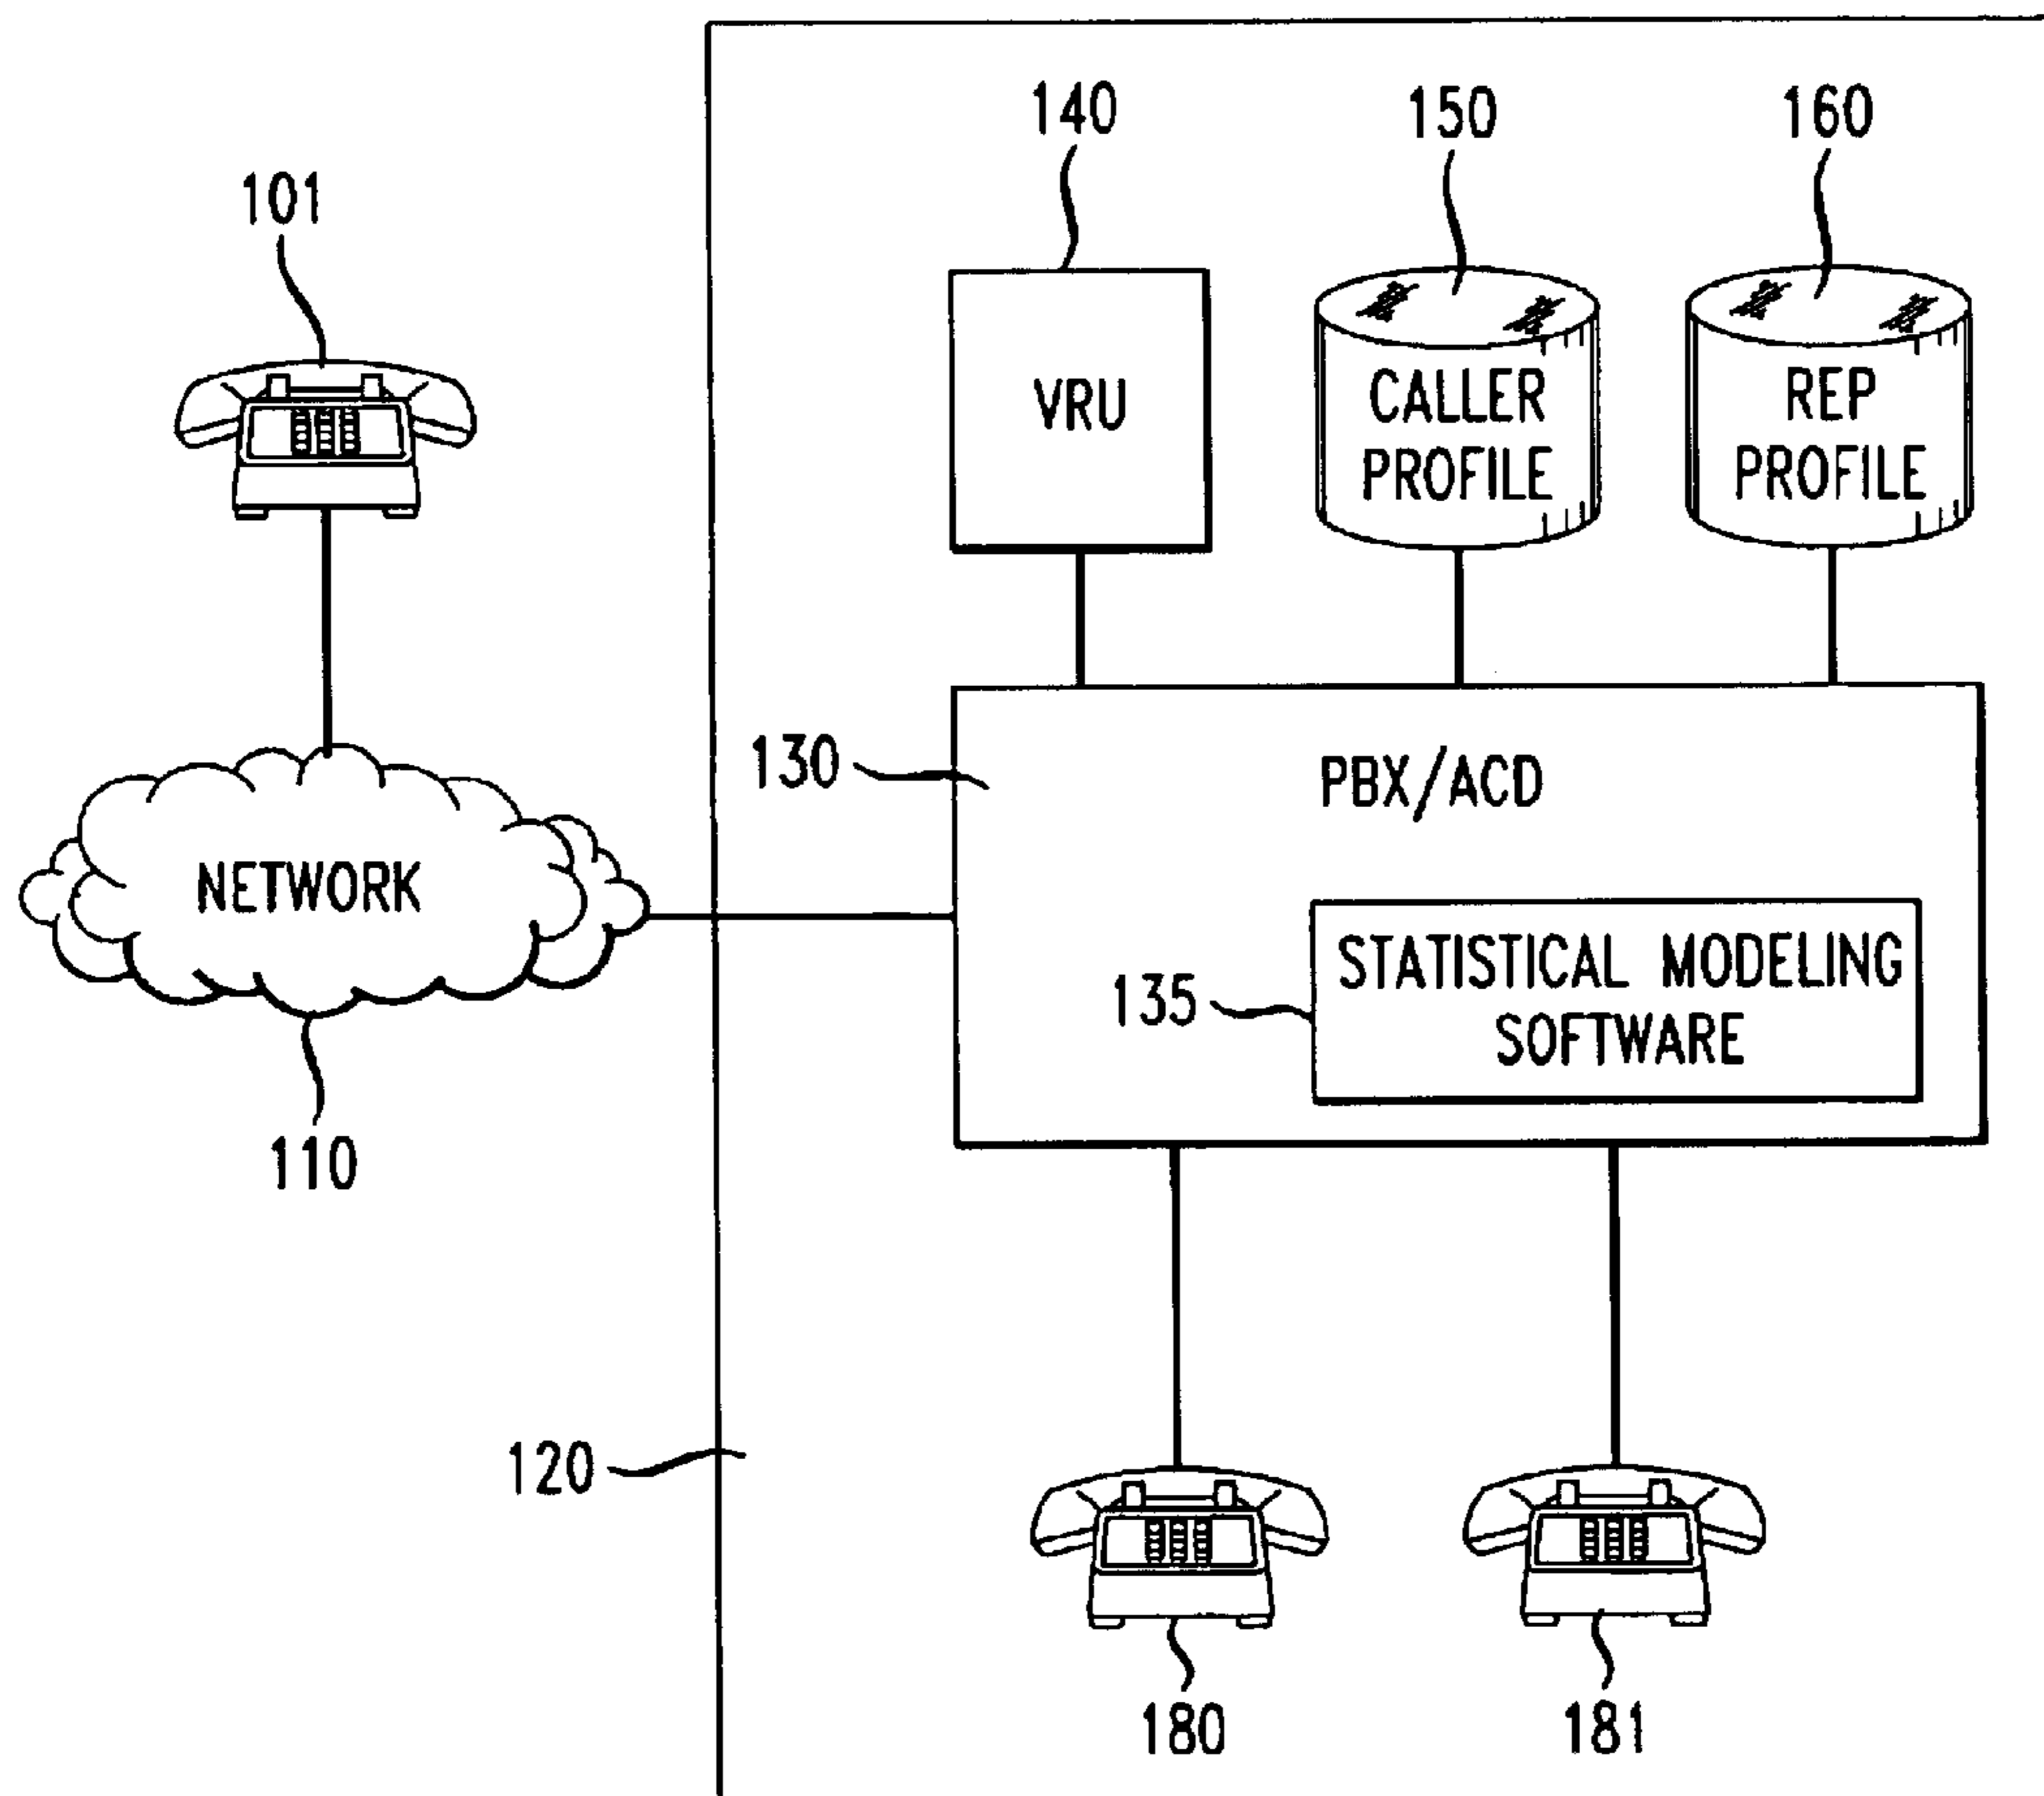 140
150
160
101
VRU
CALLER
PROFILE
REP
PROFILE
130
PBX/ACD
NETWORK
135
STATISTICAL MODELING
SOFTWARE
110
120
180
181